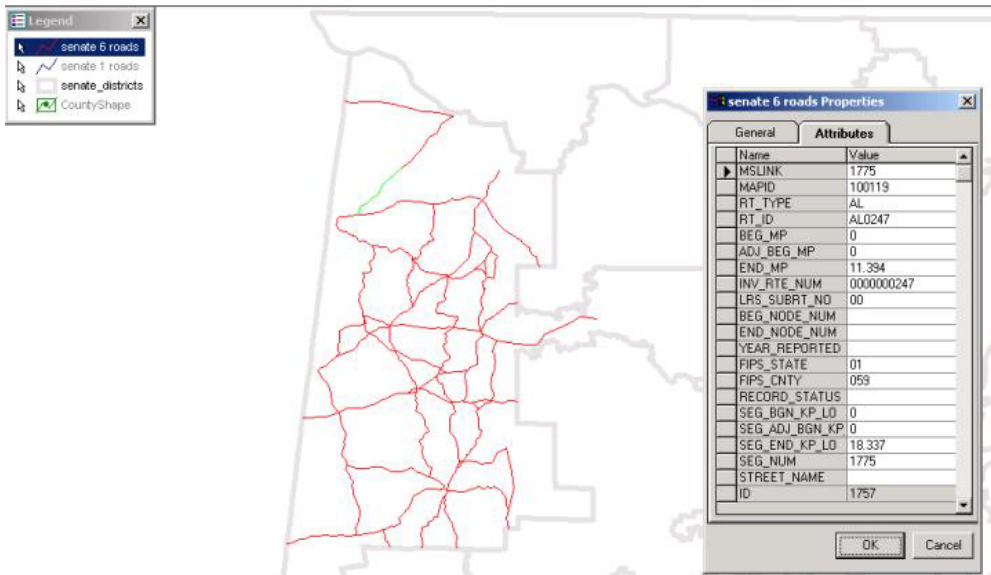 Legend
senate 6 roads
senate 1 roads
senate_districts
CountyShape
senate 6 roads Properties
General Attributes
Name Value
MSLINK 1775
MAPID 100119
RT_TYPE AL
RT_ID AL0247
BEG_MP 0
ADJ_BEG_MP 0
END_MP 11.394
INV_RTE_NUM 0000000247
LRS_SUBRT_NO 00
BEG_NODE_NUM
END_NODE_NUM
YEAR_REPORTED
FIPS_STATE 01
FIPS_CNTY 059
RECORD_STATUS
SEG_BGN_KP_LO 0
SEG_ADJ_BGN_KP 0
SEG_END_KP_LO 18.337
SEG_NUM 1775
STREET_NAME
ID 1757
OK Cancel